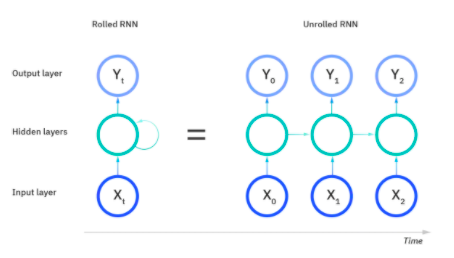 Rolled RNN
Unrolled RNN
Output layer
Yt
Y0
Y1
Y2
Hidden layers
=
Input layer
Xt
X0
X1
X2
Time